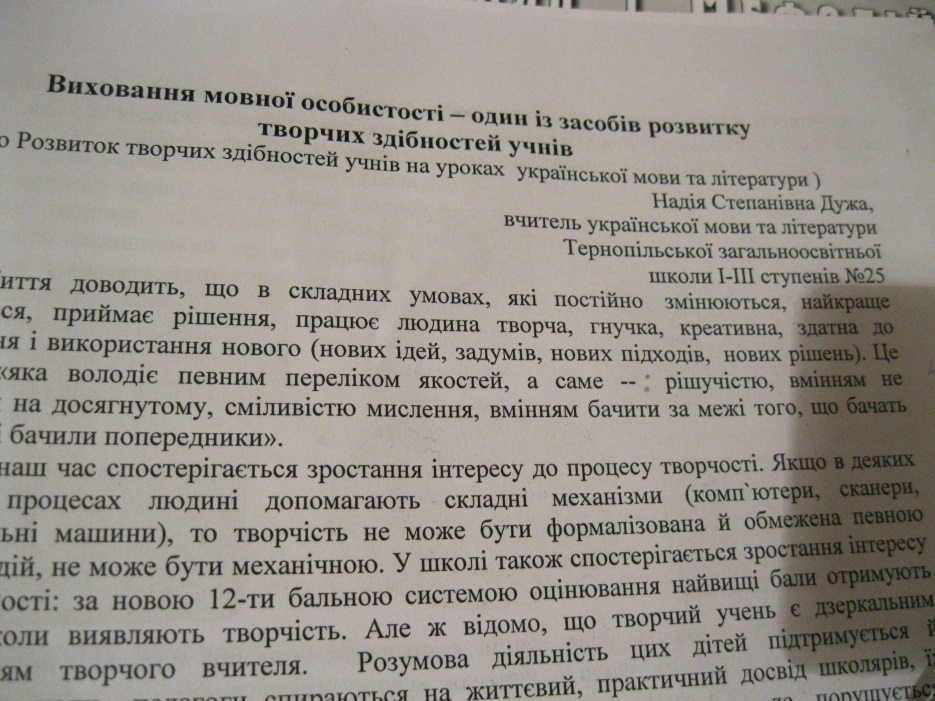 Виховання мовної особистості – один із засобів розвитку
творчих здібностей учнів
о Розвиток творчих здібностей учнів на уроках української мови та літератури )
Надія Степанівна Дужа,
вчитель української мови та літератури
Тернопільської загальноосвітньої
школи І-ІІІ ступенів №25
иття доводить, що в складних умовах, які постійно змінюються, найкраще
ся, приймає рішення, працює людина творча, гнучка, креативна, здатна до
ня і використання нового (нових ідей, задумів, нових підходів, нових рішень). Це
«яка володіє певним переліком якостей, а саме -- : рішучістю, вмінням не
на досягнутому, сміливістю мислення, вмінням бачити за межі того, що бачать
і бачили попередники».
наш час спостерігається зростання інтересу до процесу творчості. Якщо в деяких
процесах людині допомагають складні механізми (комп`ютери, сканери,
ьні машини), то творчість не може бути формалізована й обмежена певною
дій, не може бути механічною. У школі також спостерігається зростання інтересу
ості: за новою 12-ти бальною системою оцінювання найвищі бали отримують
коли виявляють творчість. Але ж відомо, що творчий учень є дзеркальним
ям творчого вчителя. Розумова діяльність цих дітей підтримується й
педагоги спираються на життєвий, практичний досвід школярів, їх
порушується